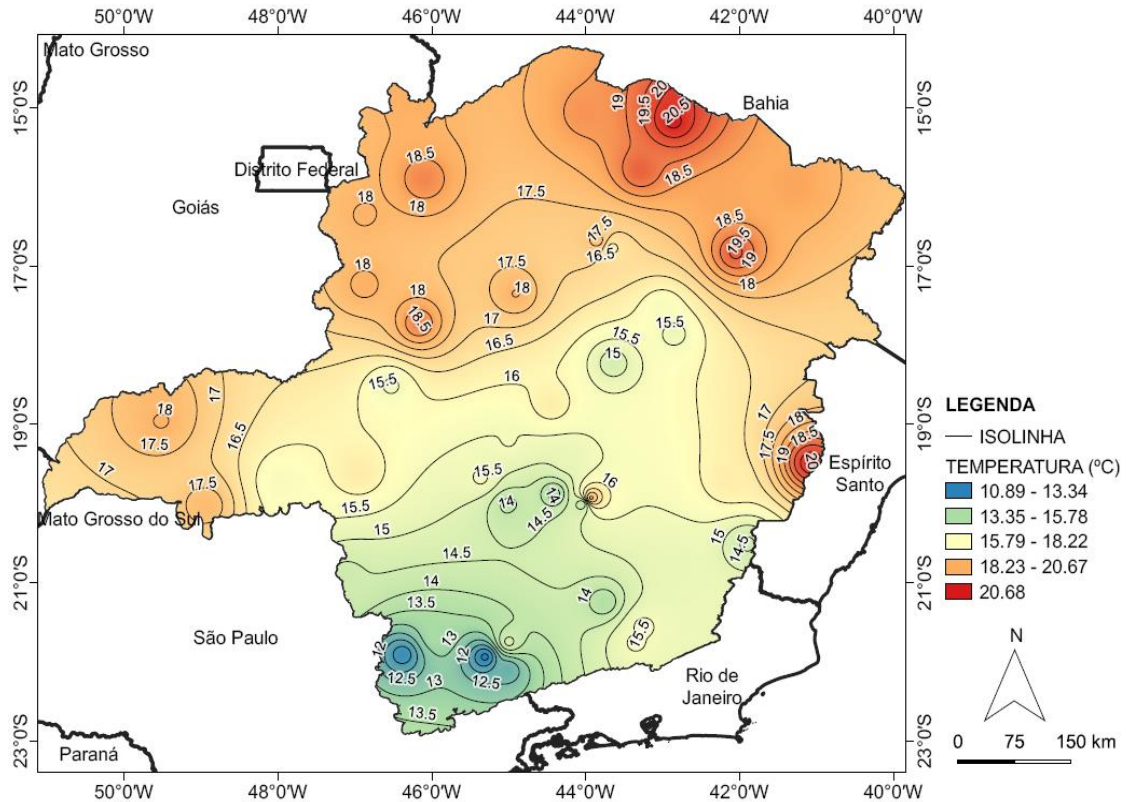 50°0'W 48°0'W 46°0'W 44°0'W 42°0'W 40°0'W
Mato Grosso
15°0'S 15°0'S
20
19 19.5 20.5
Bahia
18.5
Distrito Federal
18.5
17.5
Goiás
18 18
18.5
17.5
19.5
16.5 19
17°0'S 17°0'S
18 17.5 18
18 18
18.5 17
16.5
15.5 15.5
15
16
15.5
17 17
18
16.5
17.5
18
18.5
17.5 19
19°0'S 19°0'S
20
17
15.5
16
Espírito
Santo
17.5
15.5
14 14
Mato Grosso do Sul
14.5
15
15
14.5
14.5
21°0'S 21°0'S
14
13.5
14
São Paulo
13
12 12
15.5
12.5 13 12.5
13.5
Rio de
Janeiro
Paraná
23°0'S 23°0'S
50°0'W 48°0'W 46°0'W 44°0'W 42°0'W 40°0'W
LEGENDA
ISOLINHA
TEMPERATURA (ºC)
10.89 - 13.34
13.35 - 15.78
15.79 - 18.22
18.23 - 20.67
20.68
N
0 75 150 km